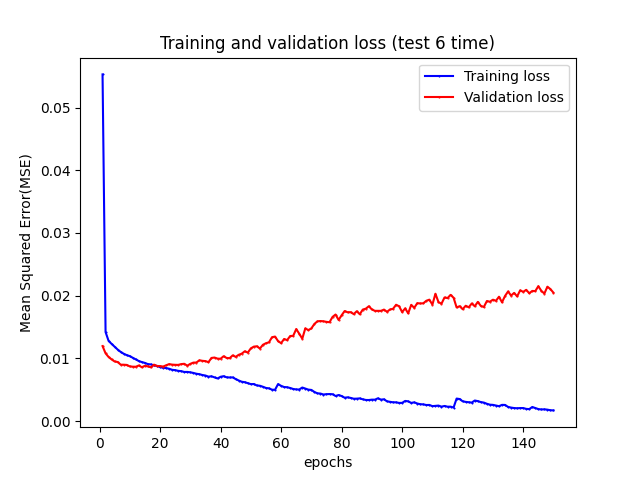 Training and validation loss (test 6 time)
Training loss
Validation loss
Mean Squared Error(MSE)
0.05
0.04
0.03
0.02
0.01
0.00
0 20 40 60 80 100 120 140
epochs